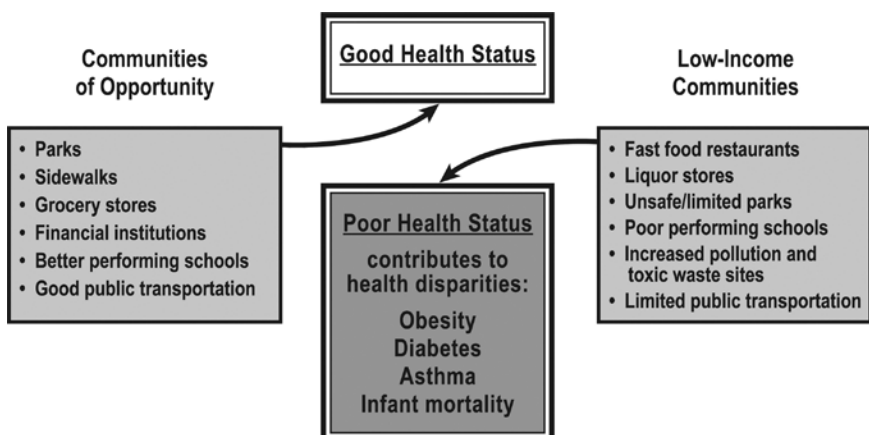 Communities
of Opportunity
• Parks
• Sidewalks
• Grocery stores
• Financial institutions
• Better performing schools
• Good public transportation
Good Health Status
Poor Health Status
contributes to
health disparities:
Obesity
Diabetes
Asthma
Infant mortality
Low-Income
Communities
• Fast food restaurants
• Liquor stores
• Unsafe/limited parks
• Poor performing schools
• Increased pollution and
toxic waste sites
• Limited public transportation